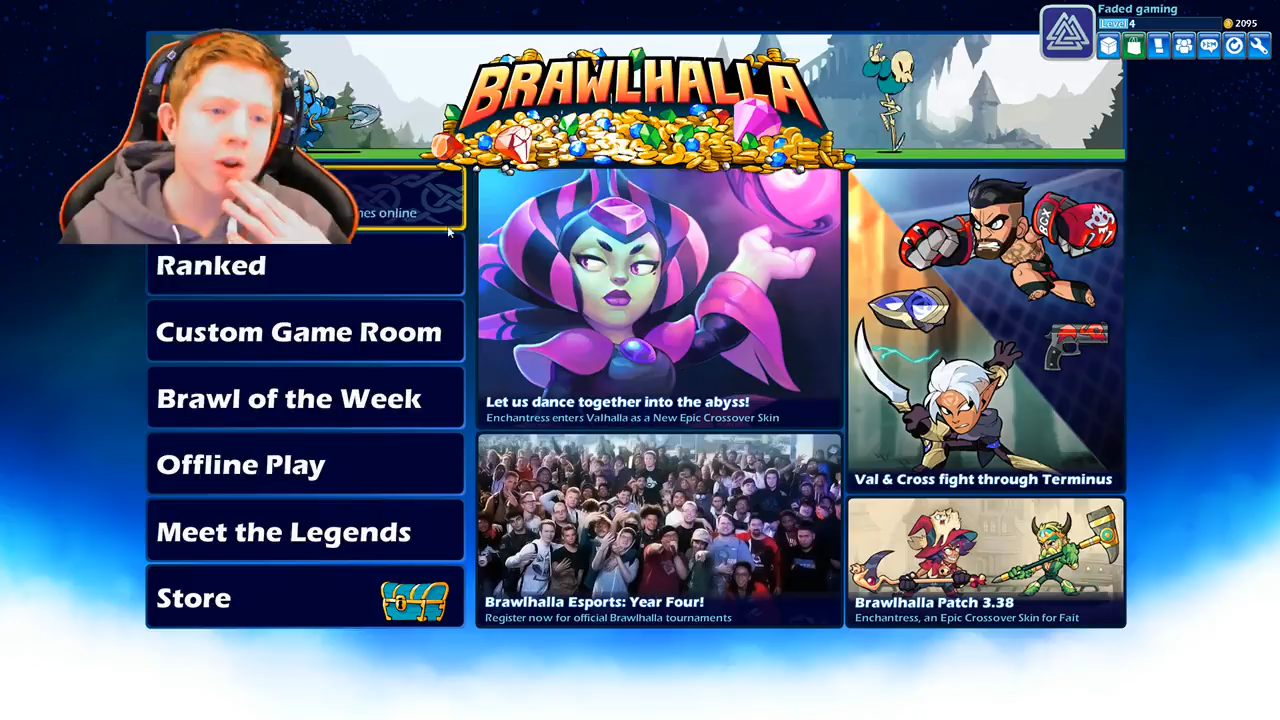 Faded gaming
Level 4
2095
BRAWLHALLA
online
Ranked
Custom Game Room
Brawl of the Week
Offline Play
Meet the Legends
Store
Let us dance together into the abyss!
Enchantress enters Valhalla as a New Epic Crossover Skin
BCX
Val & Cross fight through Terminus
Brawlhalla Esports: Year Four!
Register now for official Brawlhalla tournaments
Brawlhalla Patch 3.38
Enchantress, an Epic Crossover Skin for Fait